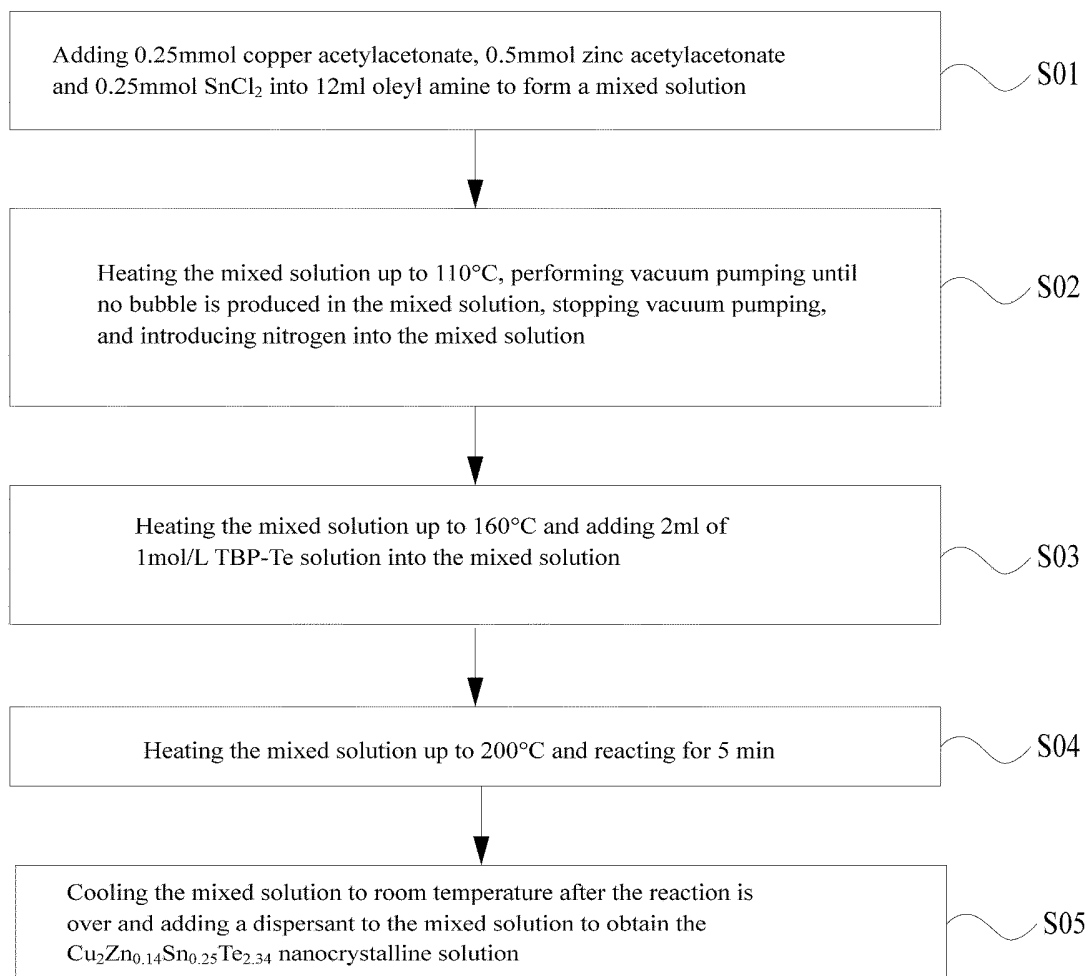 Adding 0.25mmol copper acetylacetonate, 0.5mmol zinc acetylacetonate
and 0.25mmol SnCl₂ into 12ml oleyl amine to form a mixed solution
S01
Heating the mixed solution up to 110°C, performing vacuum pumping until
no bubble is produced in the mixed solution, stopping vacuum pumping,
and introducing nitrogen into the mixed solution
S02
Heating the mixed solution up to 160°C and adding 2ml of
1mol/L TBP-Te solution into the mixed solution
S03
Heating the mixed solution up to 200°C and reacting for 5 min
S04
Cooling the mixed solution to room temperature after the reaction is
over and adding a dispersant to the mixed solution to obtain the
Cu₂Zn₀.₁₄Sn₀.₂₅Te₂.₃₄ nanocrystalline solution
S05